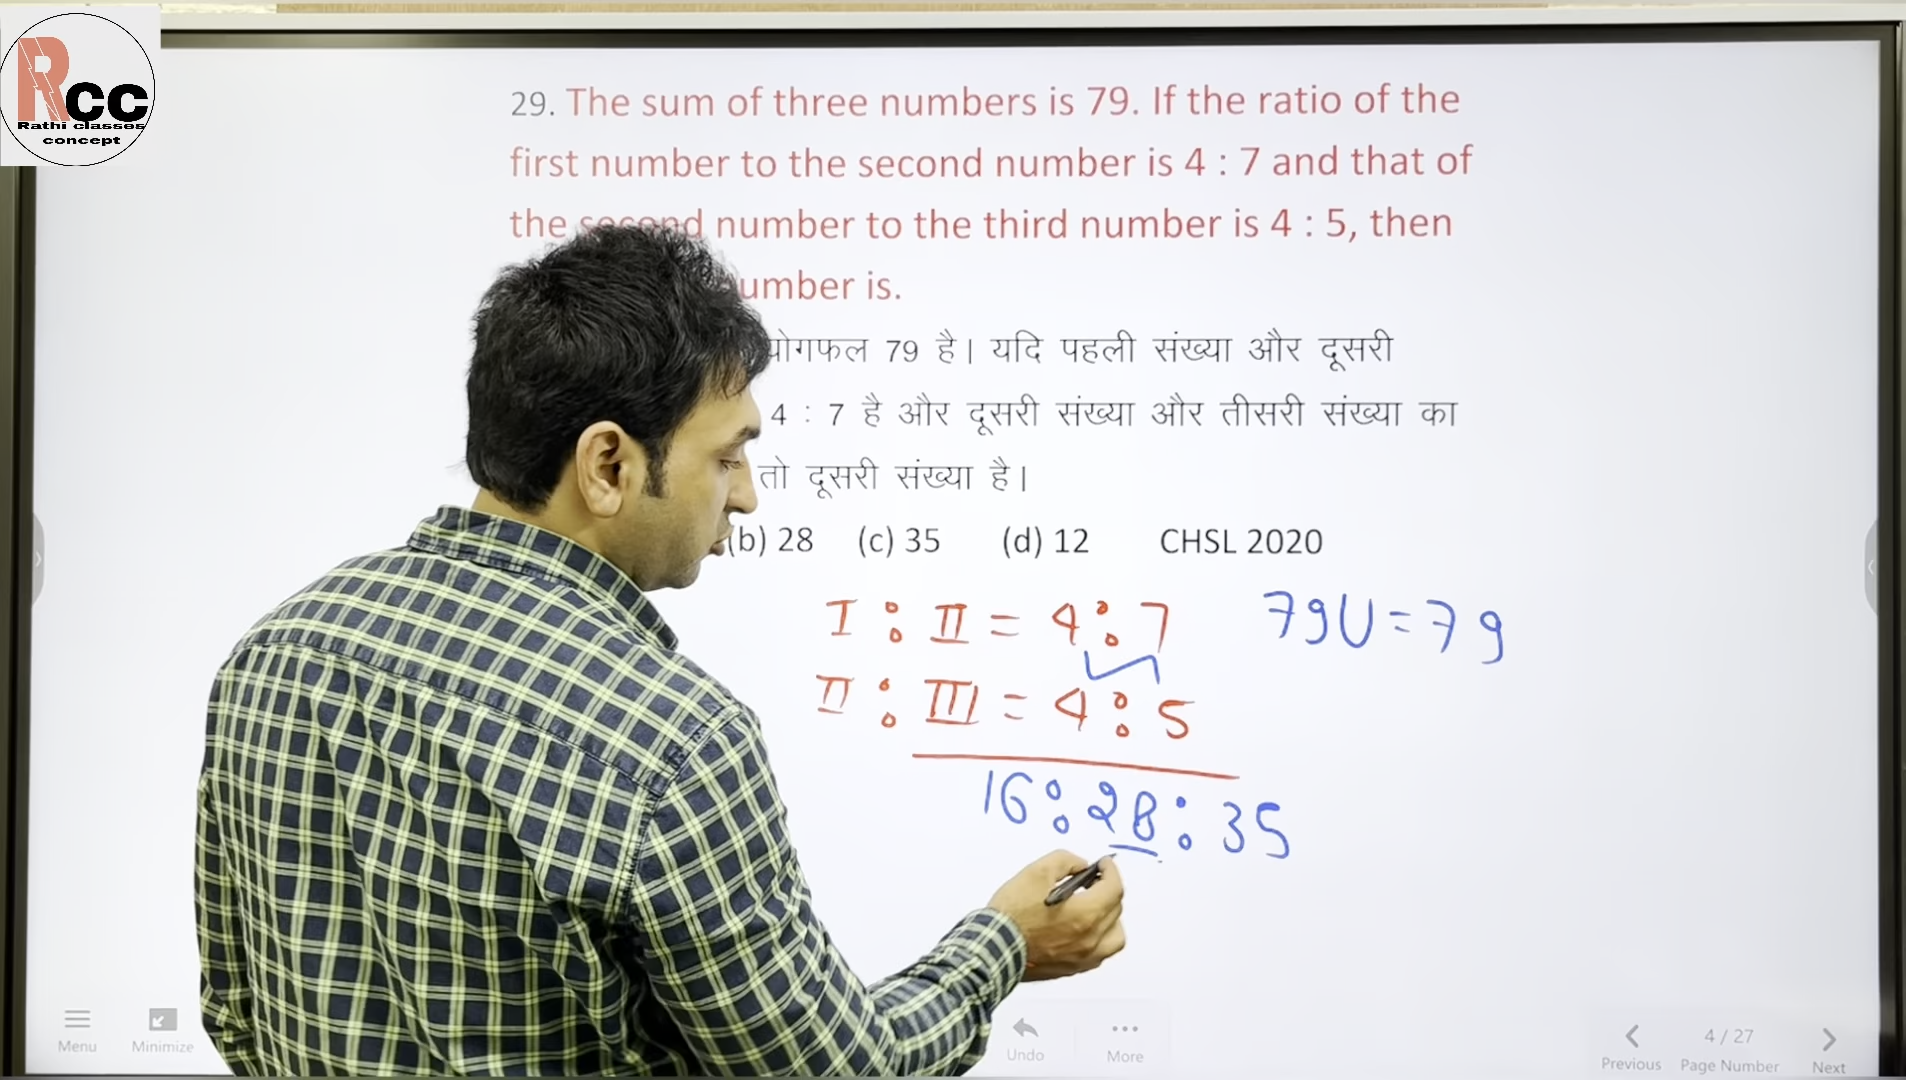 Rcc
Rathi classes
concept
29. The sum of three numbers is 79. If the ratio of the
first number to the second number is 4 : 7 and that of
the second number to the third number is 4 : 5, then
number is.
योगफल 79 है। यदि पहली संख्या और दूसरी
4 : 7 है और दूसरी संख्या और तीसरी संख्या का
तो दूसरी संख्या है।
(b) 28 (c) 35 (d) 12 CHSL 2020
I : II = 4 : 7 79U = 79
II : III = 4 : 5
16 : 28 : 35
Menu Minimize Undo More Previous 4 / 27 Page Number Next